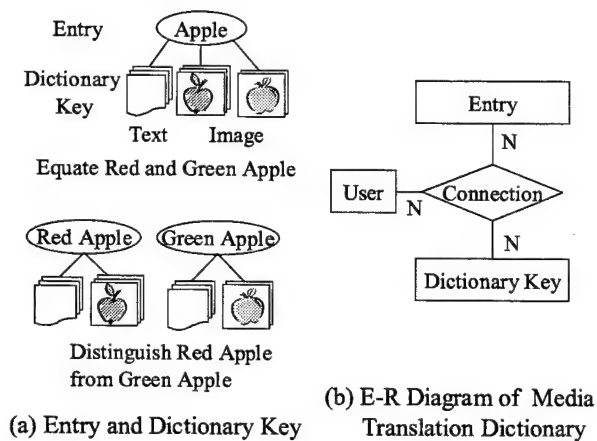 Entry
Apple
Dictionary
Key
Text
Image
Equate Red and Green Apple
Red Apple
Green Apple
Distinguish Red Apple
from Green Apple
(a) Entry and Dictionary Key
Entry
N
User
N
Connection
N
Dictionary Key
(b) E-R Diagram of Media
Translation Dictionary